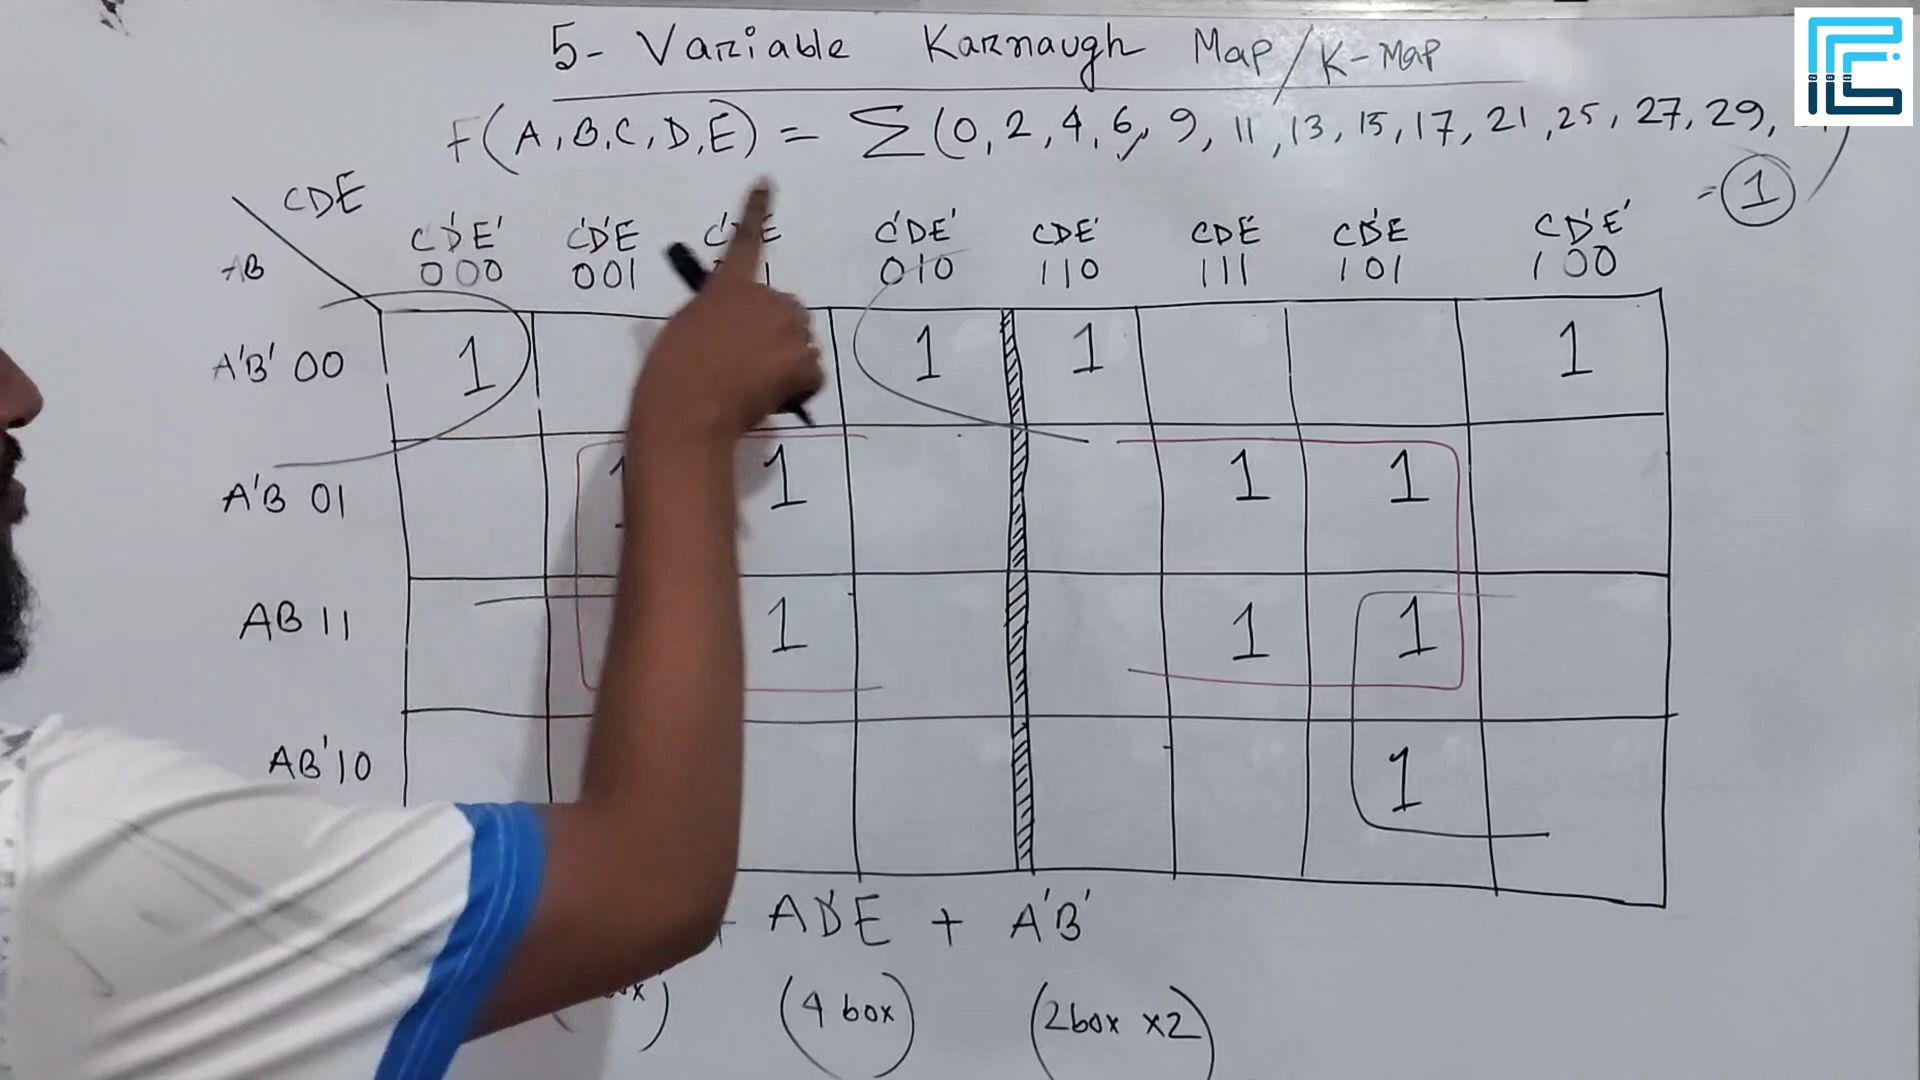 5- Variable Karnaugh Map/K-Map
F(A,B,C,D,E) = Σ(0,2,4,6,9,11,13,15,17,21,25,27,29,
= 1
CDE
C'D'E' C'D'E C'DE' CDE' CDE CD'E CD'E'
AB 000 001 010 110 111 101 100
A'B' 00 1 1 1 1
A'B 01 1 1 1
AB 11 1 1 1
AB' 10 1
AD'E + A'B'
(4 box) (2box x2)